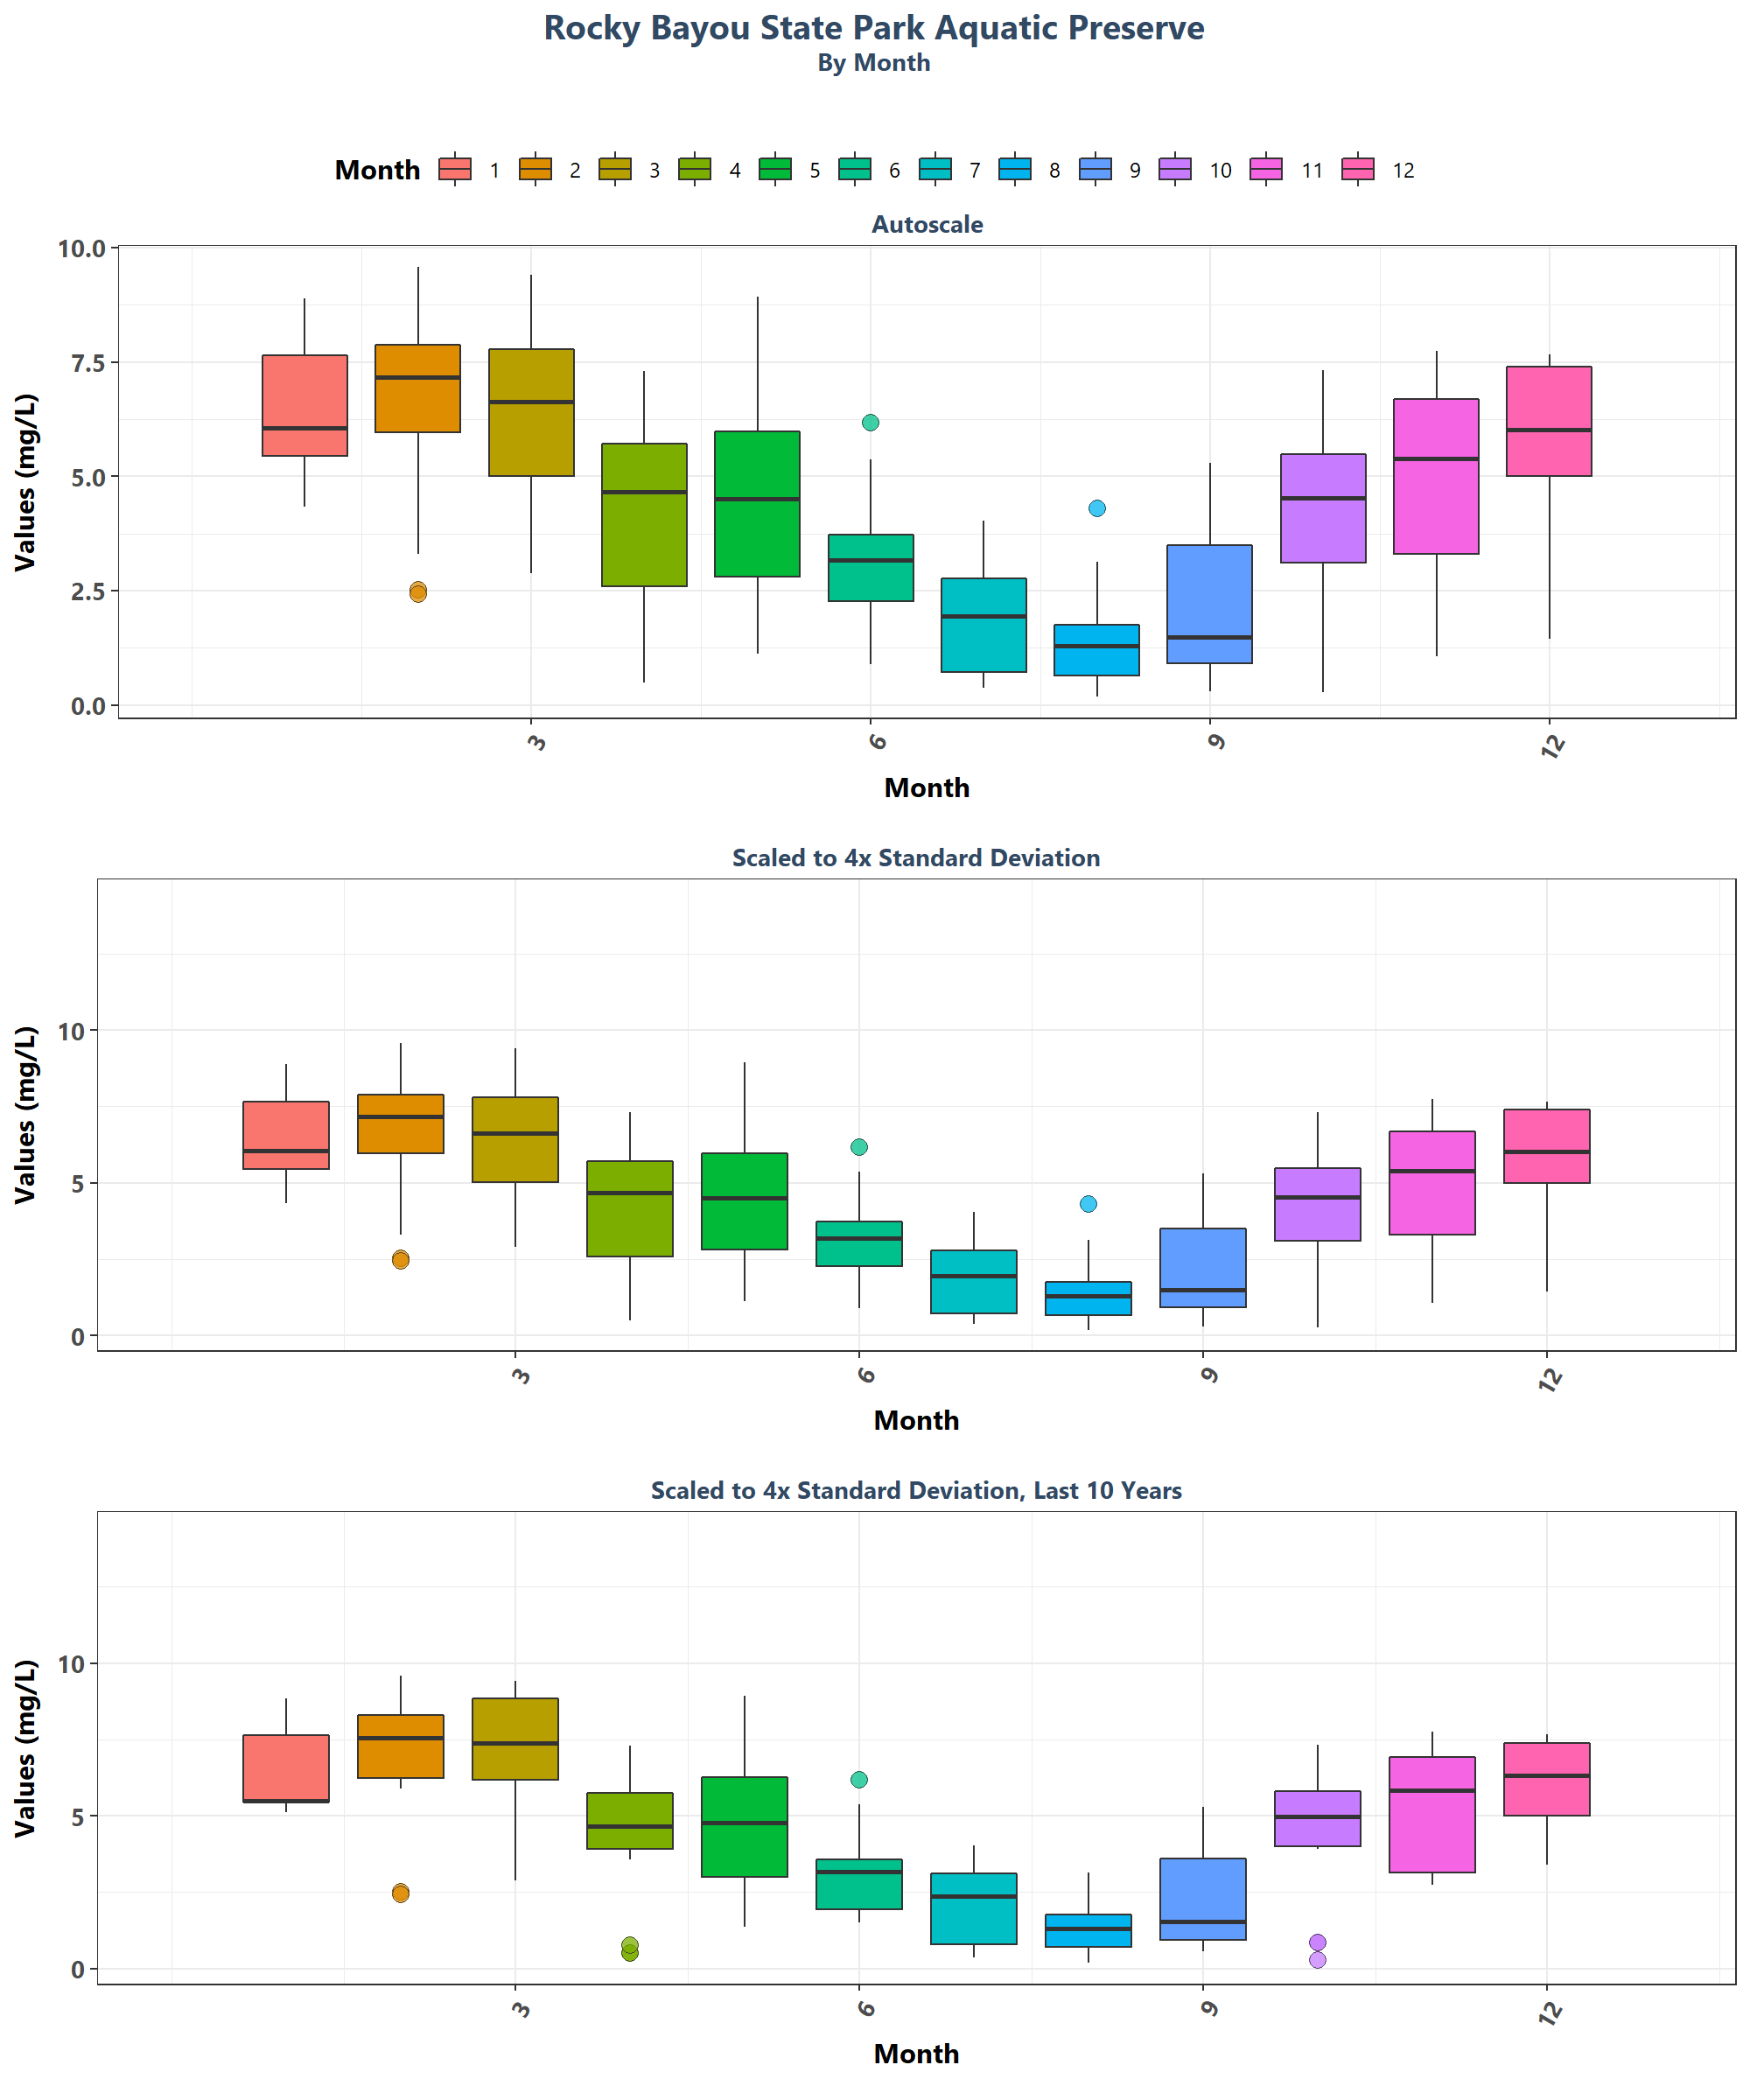 Rocky Bayou State Park Aquatic Preserve
By Month
Month 1 2 3 4 5 6 7 8 9 10 11 12
Autoscale
Values (mg/L)
10.0
7.5
5.0
2.5
0.0
3 6 9 12
Month
Scaled to 4x Standard Deviation
Values (mg/L)
10
5
0
3 6 9 12
Month
Scaled to 4x Standard Deviation, Last 10 Years
Values (mg/L)
10
5
0
3 6 9 12
Month